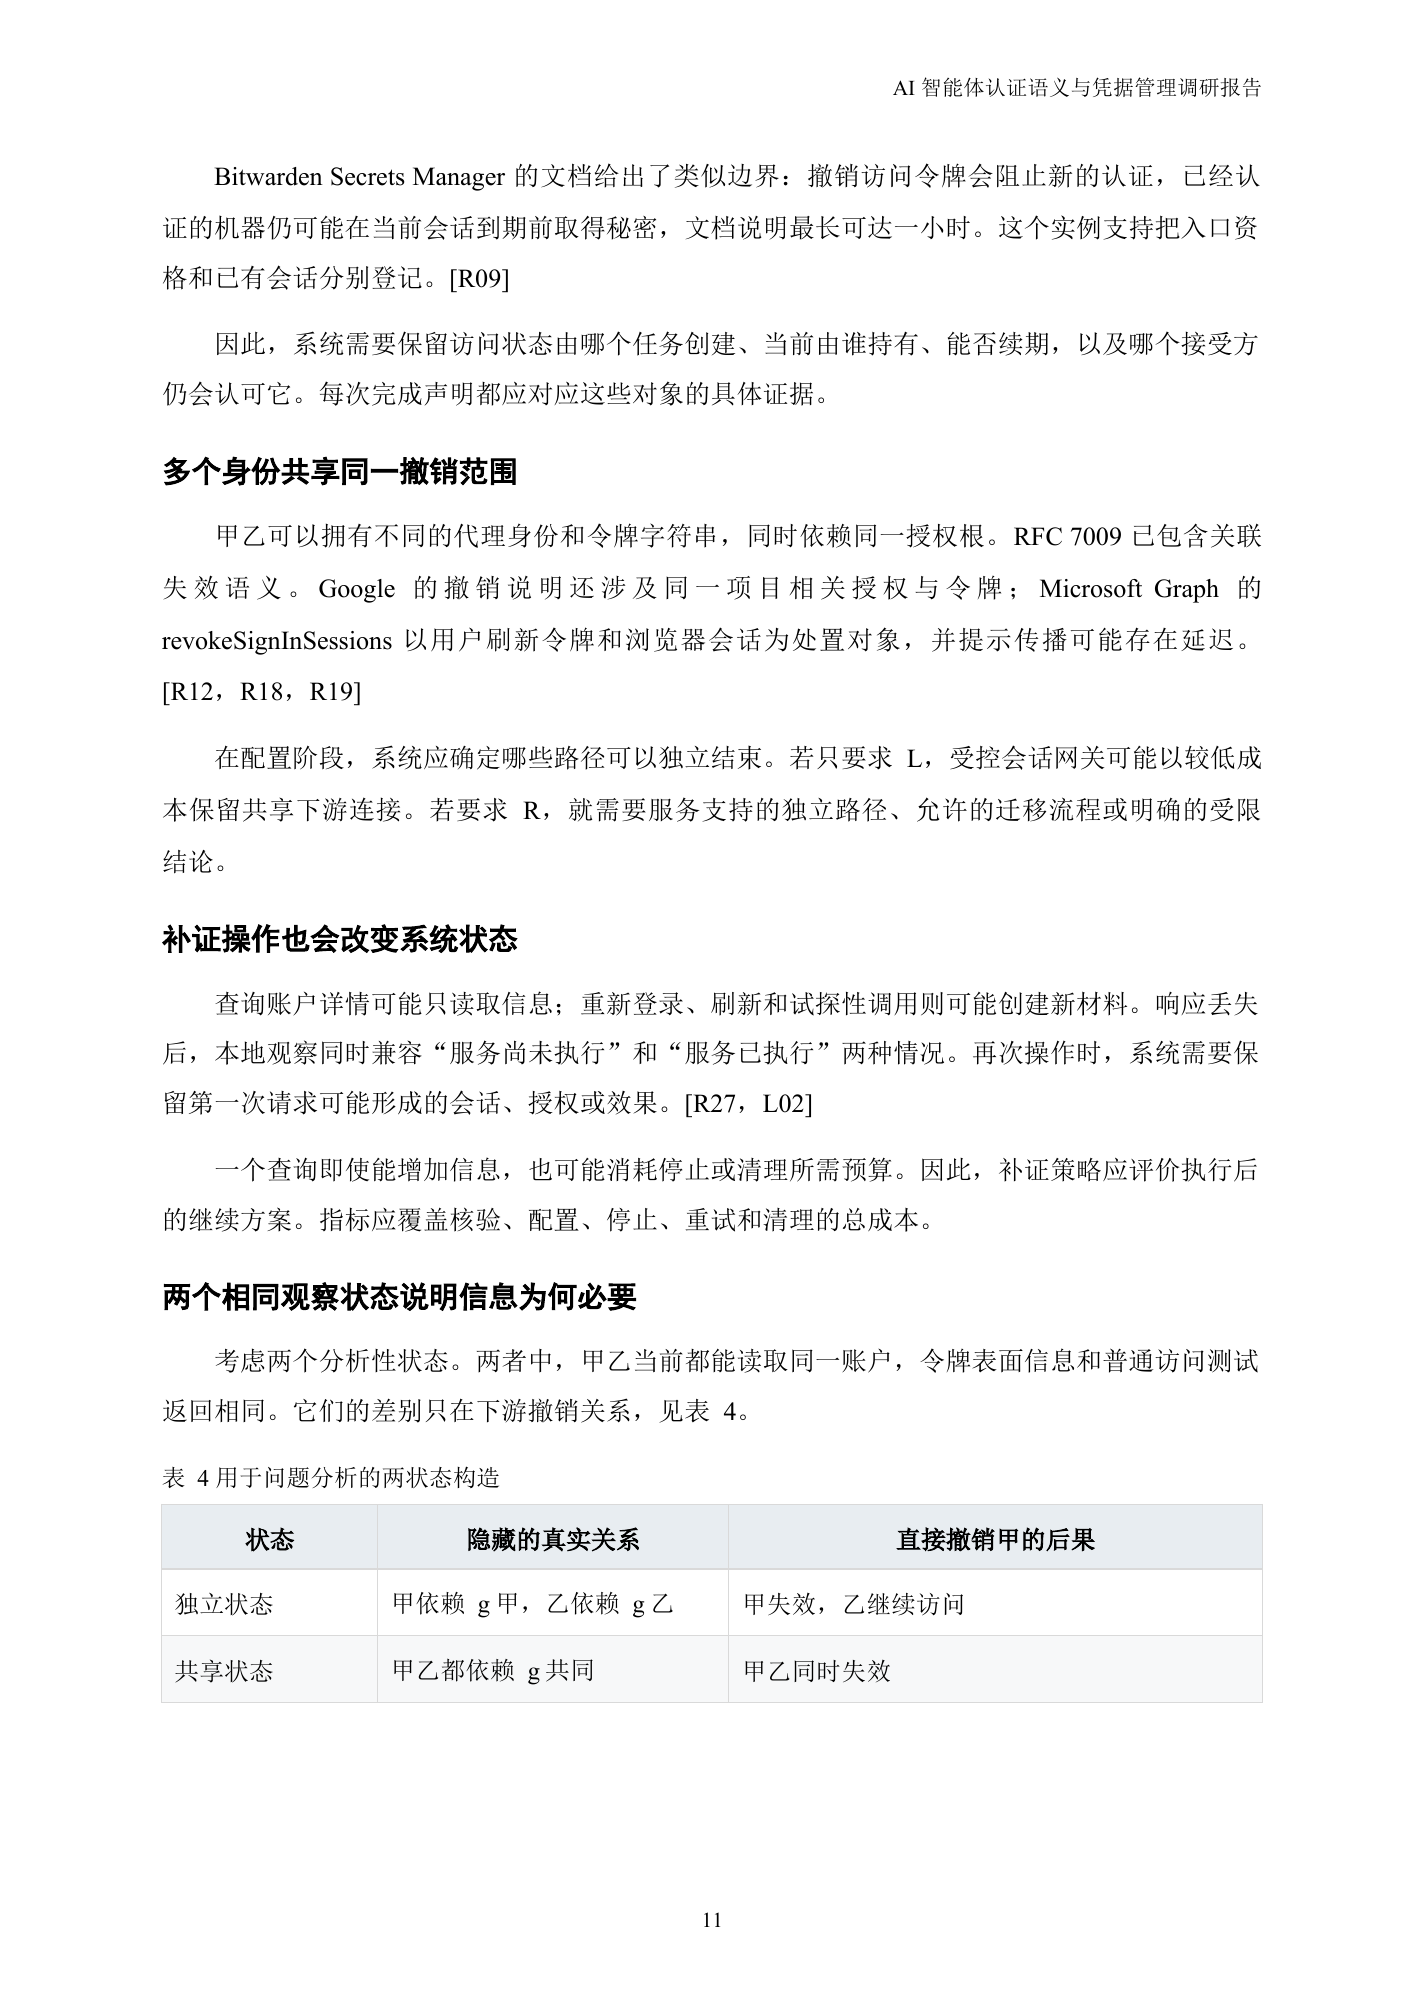 AI 智能体认证语义与凭据管理调研报告
Bitwarden Secrets Manager 的文档给出了类似边界：撤销访问令牌会阻止新的认证，已经认
证的机器仍可能在当前会话到期前取得秘密，文档说明最长可达一小时。这个实例支持把入口资
格和已有会话分别登记。[R09]
因此，系统需要保留访问状态由哪个任务创建、当前由谁持有、能否续期，以及哪个接受方
仍会认可它。每次完成声明都应对应这些对象的具体证据。
多个身份共享同一撤销范围
甲乙可以拥有不同的代理身份和令牌字符串，同时依赖同一授权根。RFC 7009 已包含关联
失效语义。Google 的撤销说明还涉及同一项目相关授权与令牌；Microsoft Graph 的
revokeSignInSessions 以用户刷新令牌和浏览器会话为处置对象，并提示传播可能存在延迟。
[R12，R18，R19]
在配置阶段，系统应确定哪些路径可以独立结束。若只要求 L，受控会话网关可能以较低成
本保留共享下游连接。若要求 R，就需要服务支持的独立路径、允许的迁移流程或明确的受限
结论。
补证操作也会改变系统状态
查询账户详情可能只读取信息；重新登录、刷新和试探性调用则可能创建新材料。响应丢失
后，本地观察同时兼容“服务尚未执行”和“服务已执行”两种情况。再次操作时，系统需要保
留第一次请求可能形成的会话、授权或效果。[R27，L02]
一个查询即使能增加信息，也可能消耗停止或清理所需预算。因此，补证策略应评价执行后
的继续方案。指标应覆盖核验、配置、停止、重试和清理的总成本。
两个相同观察状态说明信息为何必要
考虑两个分析性状态。两者中，甲乙当前都能读取同一账户，令牌表面信息和普通访问测试
返回相同。它们的差别只在下游撤销关系，见表 4。
表 4 用于问题分析的两状态构造
状态 隐藏的真实关系 直接撤销甲的后果
独立状态 甲依赖 g 甲，乙依赖 g 乙 甲失效，乙继续访问
共享状态 甲乙都依赖 g 共同 甲乙同时失效
11